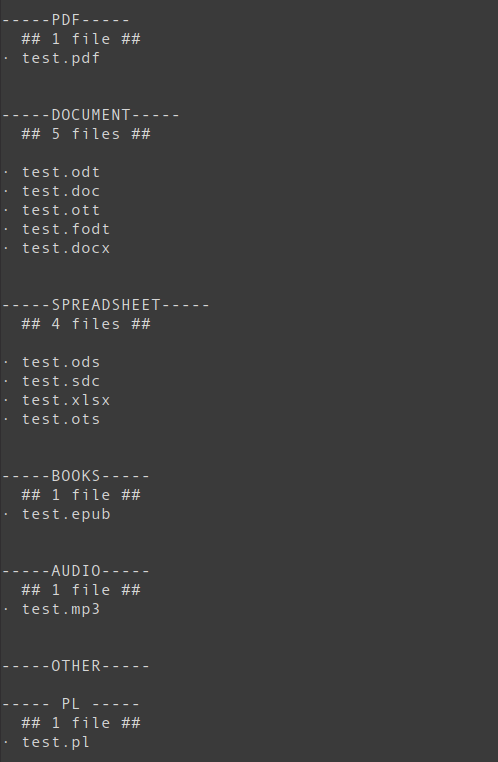 -----PDF-----
## 1 file ##
· test.pdf
-----DOCUMENT-----
## 5 files ##
· test.odt
· test.doc
· test.ott
· test.fodt
· test.docx
-----SPREADSHEET-----
## 4 files ##
· test.ods
· test.sdc
· test.xlsx
· test.ots
-----BOOKS-----
## 1 file ##
· test.epub
-----AUDIO-----
## 1 file ##
· test.mp3
-----OTHER-----
----- PL -----
## 1 file ##
· test.pl